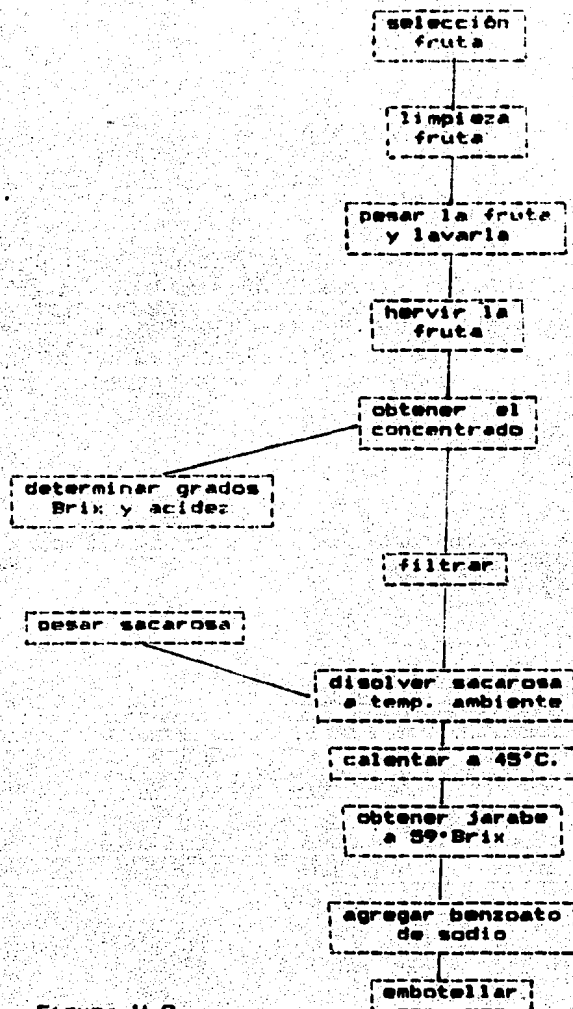 selección
fruta
limpieza
fruta
pesar la fruta
y lavarla
hervir la
fruta
obtener el
concentrado
determinar grados
Brix y acidez
filtrar
pesar sacarosa
disolver sacarosa
a temp. ambiente
calentar a 45°C.
obtener jarabe
a 59°Brix
agregar benzoato
de sodio
embotellar
Figura